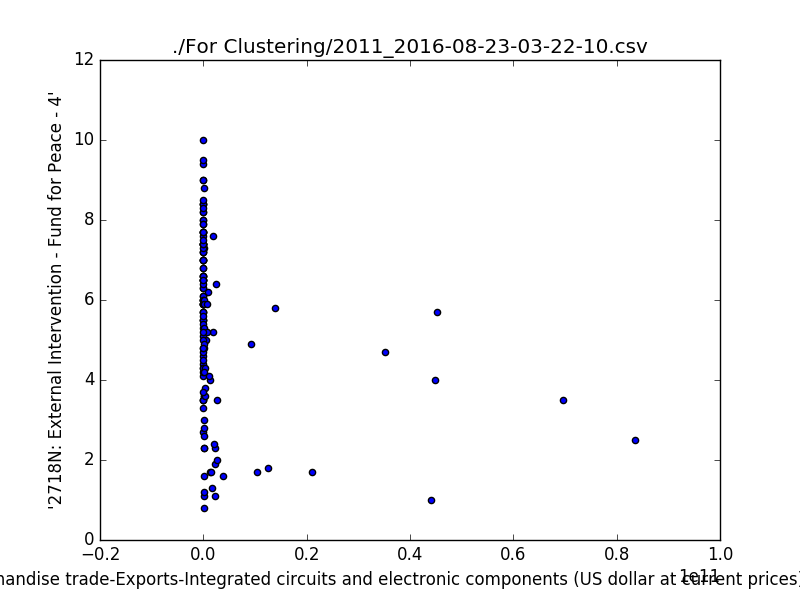 ./For Clustering/2011_2016-08-23-03-22-10.csv
12
10
8
6
4
2
0
'2718N: External Intervention - Fund for Peace - 4'
−0.2 0.0 0.2 0.4 0.6 0.8 1.0
1e11
trade-Exports-Integrated circuits and electronic components (US dollar at current prices)